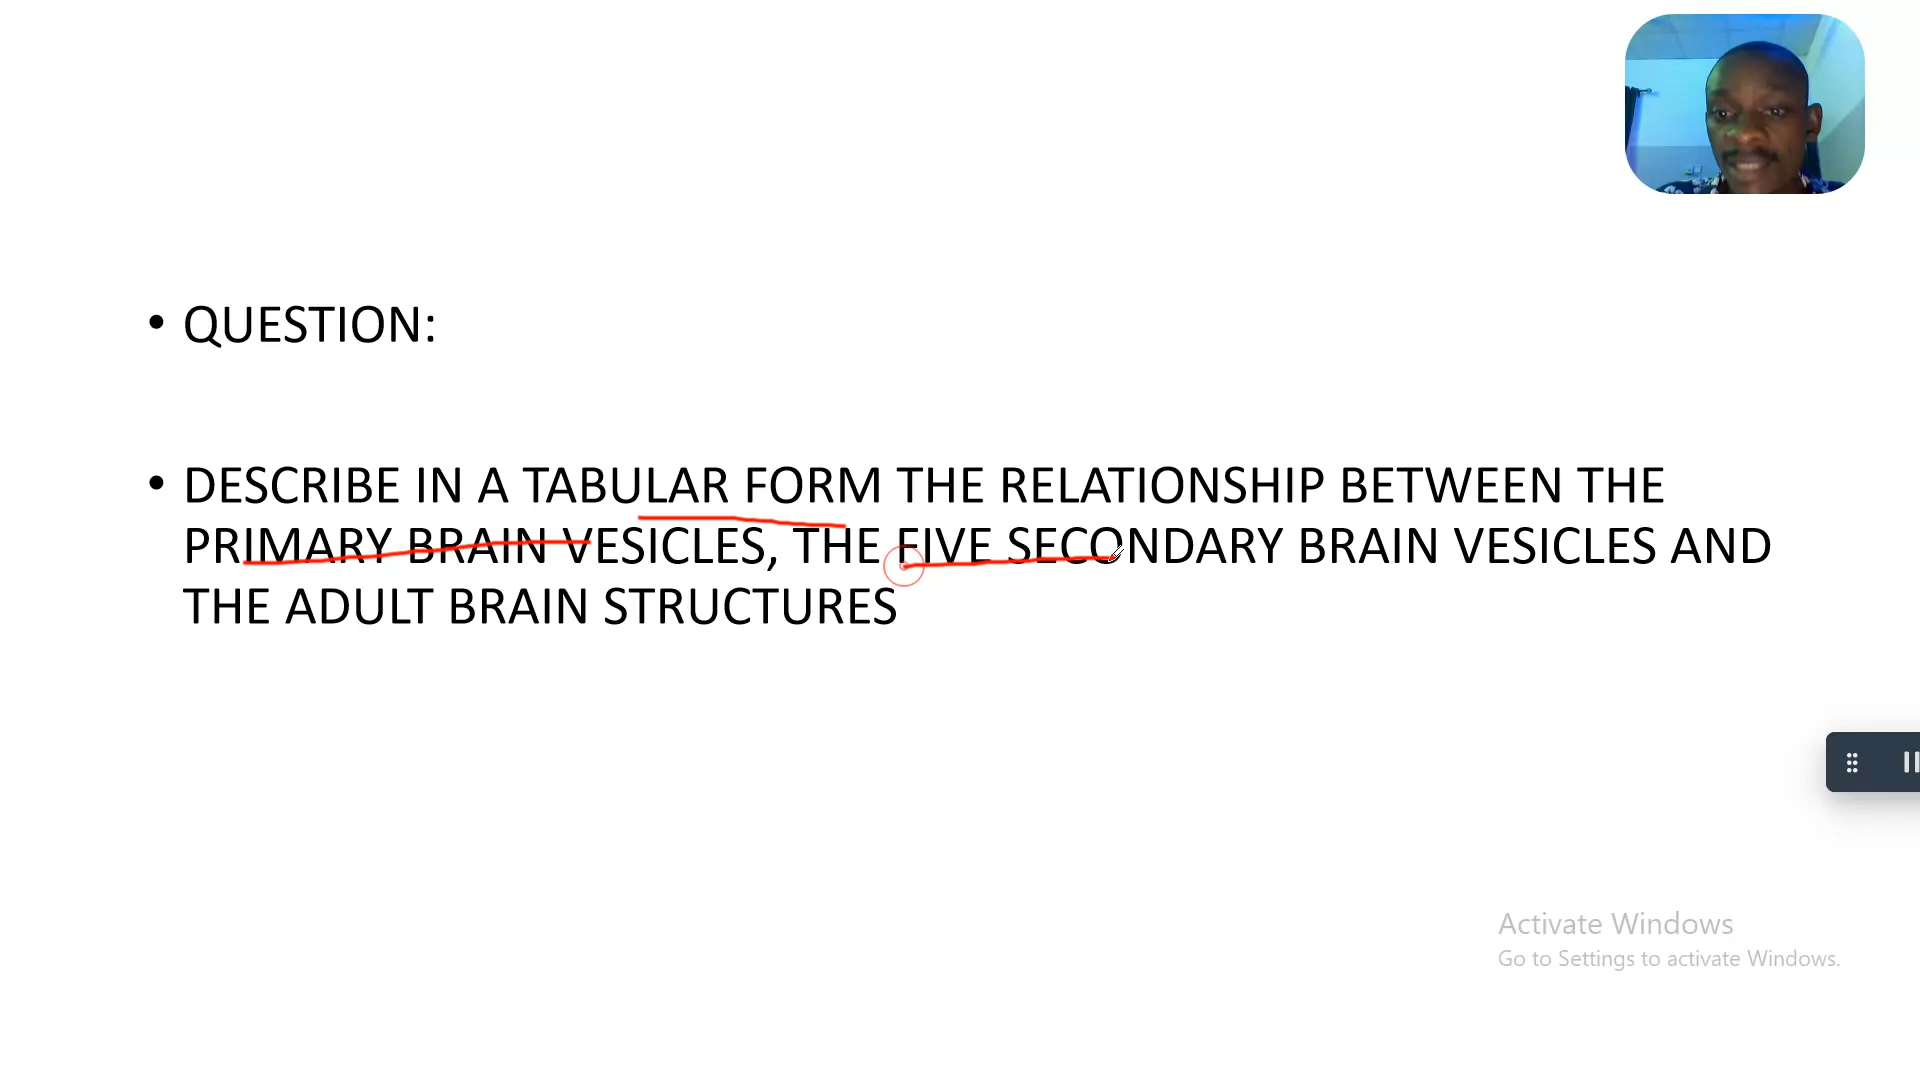 • QUESTION:
• DESCRIBE IN A TABULAR FORM THE RELATIONSHIP BETWEEN THE
PRIMARY BRAIN VESICLES, THE FIVE SECONDARY BRAIN VESICLES AND
THE ADULT BRAIN STRUCTURES
Activate Windows
Go to Settings to activate Windows.